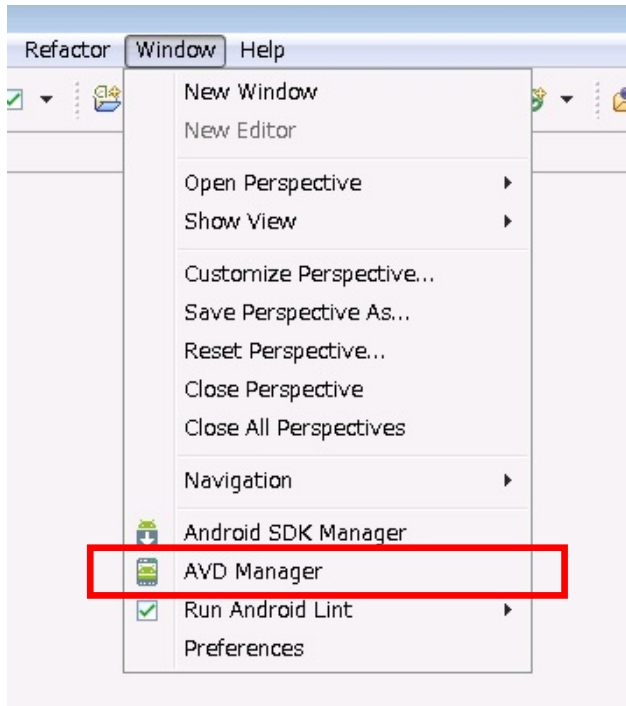 Refactor Window Help
New Window
New Editor
Open Perspective
Show View
Customize Perspective...
Save Perspective As...
Reset Perspective...
Close Perspective
Close All Perspectives
Navigation
Android SDK Manager
AVD Manager
Run Android Lint
Preferences